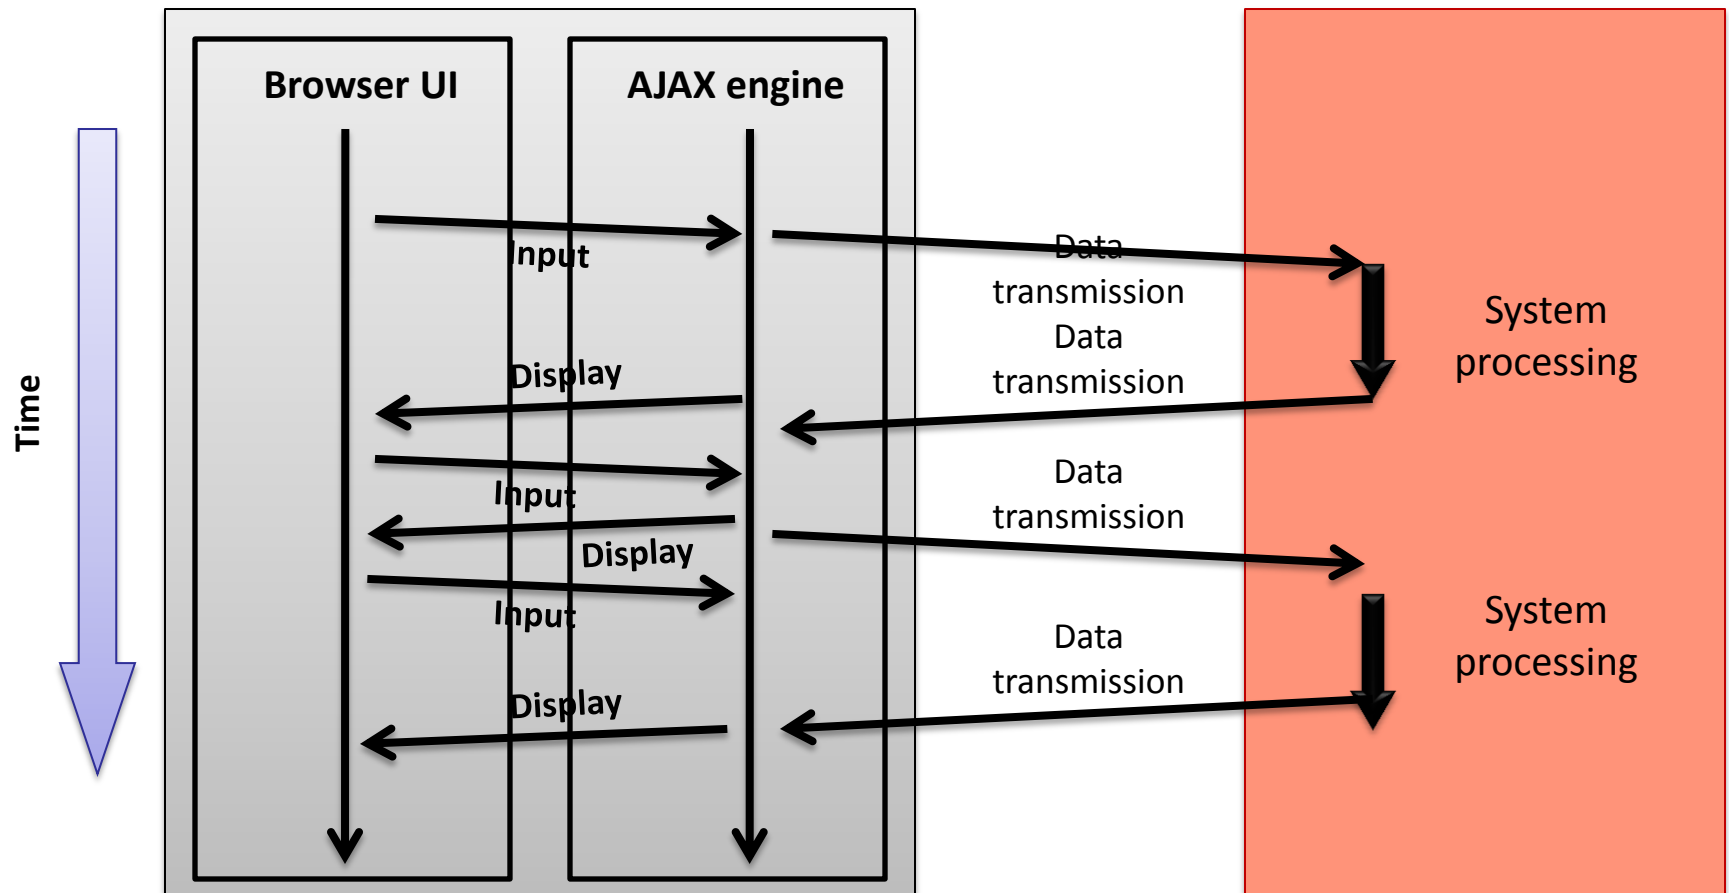 Browser UI
AJAX engine
Time
Input
Data
transmission
System
processing
Data
transmission
Display
Input
Data
transmission
Display
Input
System
processing
Data
transmission
Display